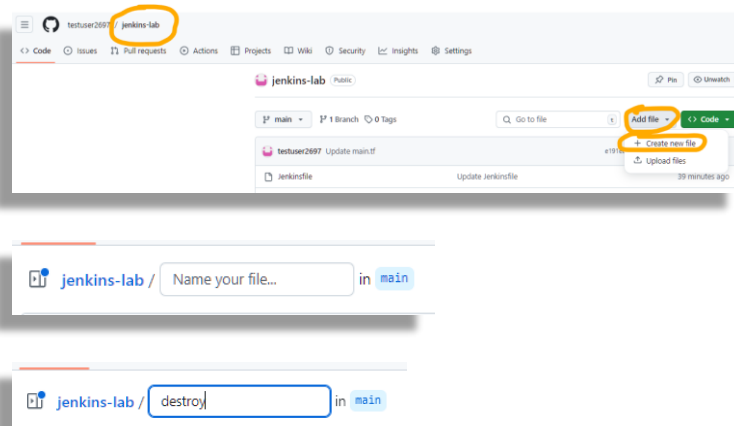 testuser2697 / jenkins-lab
Code Issues Pull requests Actions Projects Wiki Security Insights Settings
jenkins-lab Public Pin Unwatch
main 1 Branch 0 Tags Go to file t Add file Code
+ Create new file
testuser2697 Update main.tf
Upload files
Jenkinsfile Update Jenkinsfile 39 minutes ago
jenkins-lab / Name your file... in main
jenkins-lab / destroy in main